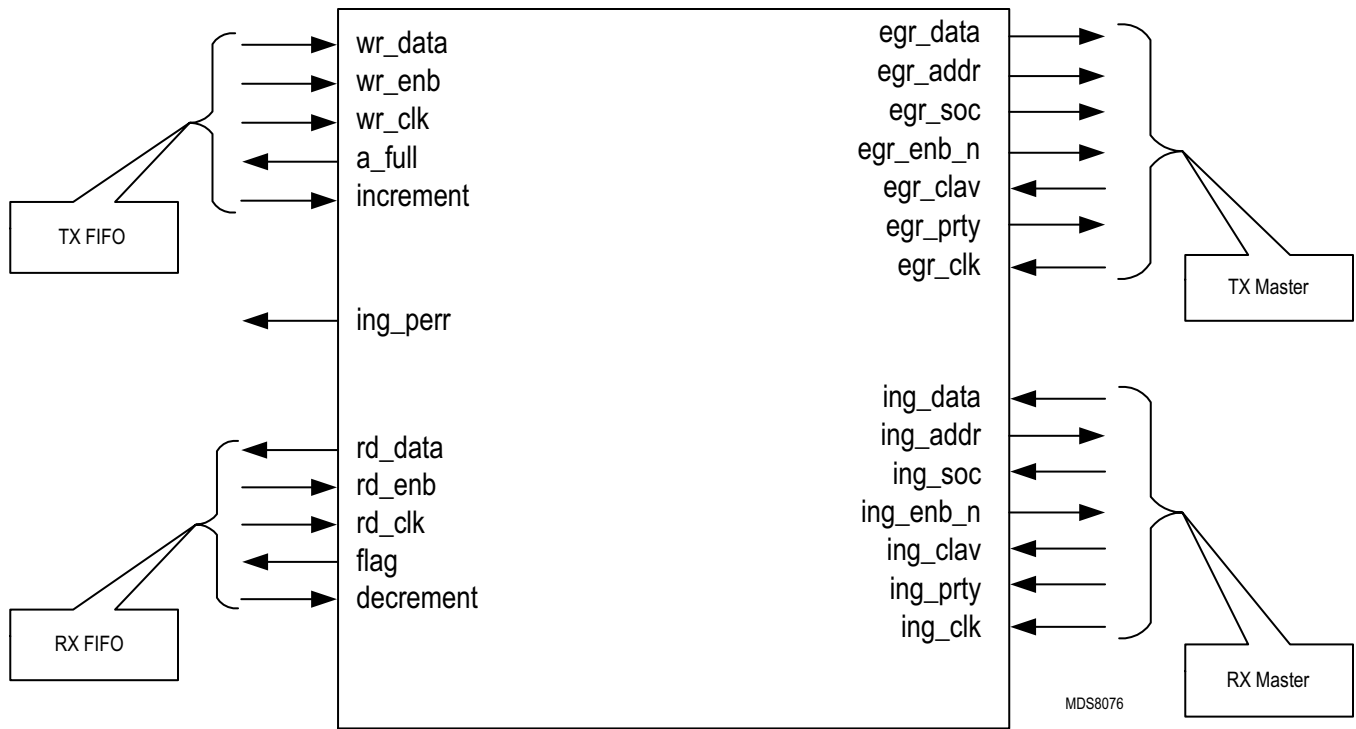 wr_data
wr_enb
wr_clk
a_full
increment
TX FIFO
ing_perr
rd_data
rd_enb
rd_clk
flag
decrement
RX FIFO
egr_data
egr_addr
egr_soc
egr_enb_n
egr_clav
egr_prty
egr_clk
TX Master
ing_data
ing_addr
ing_soc
ing_enb_n
ing_clav
ing_prty
ing_clk
RX Master
MDS8076